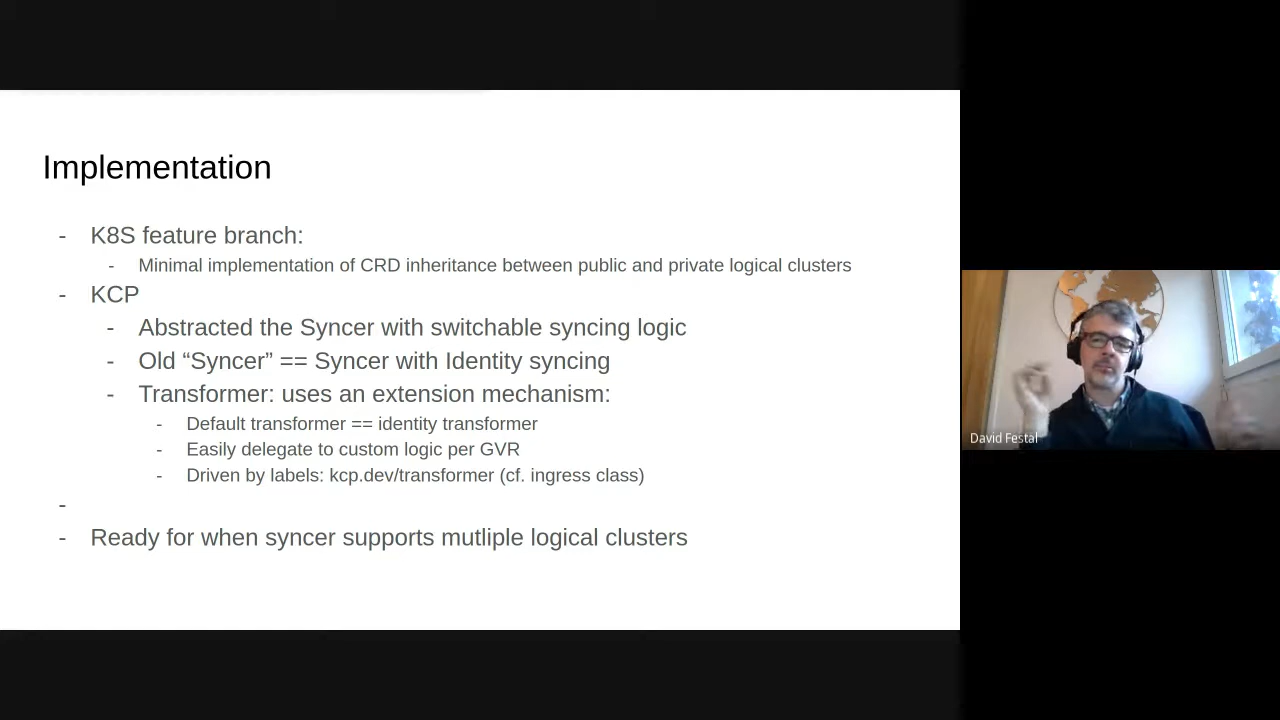 Implementation
- K8S feature branch:
- Minimal implementation of CRD inheritance between public and private logical clusters
- KCP
- Abstracted the Syncer with switchable syncing logic
- Old “Syncer” == Syncer with Identity syncing
- Transformer: uses an extension mechanism:
- Default transformer == identity transformer
- Easily delegate to custom logic per GVR
- Driven by labels: kcp.dev/transformer (cf. ingress class)
-
- Ready for when syncer supports mutliple logical clusters
David Festal